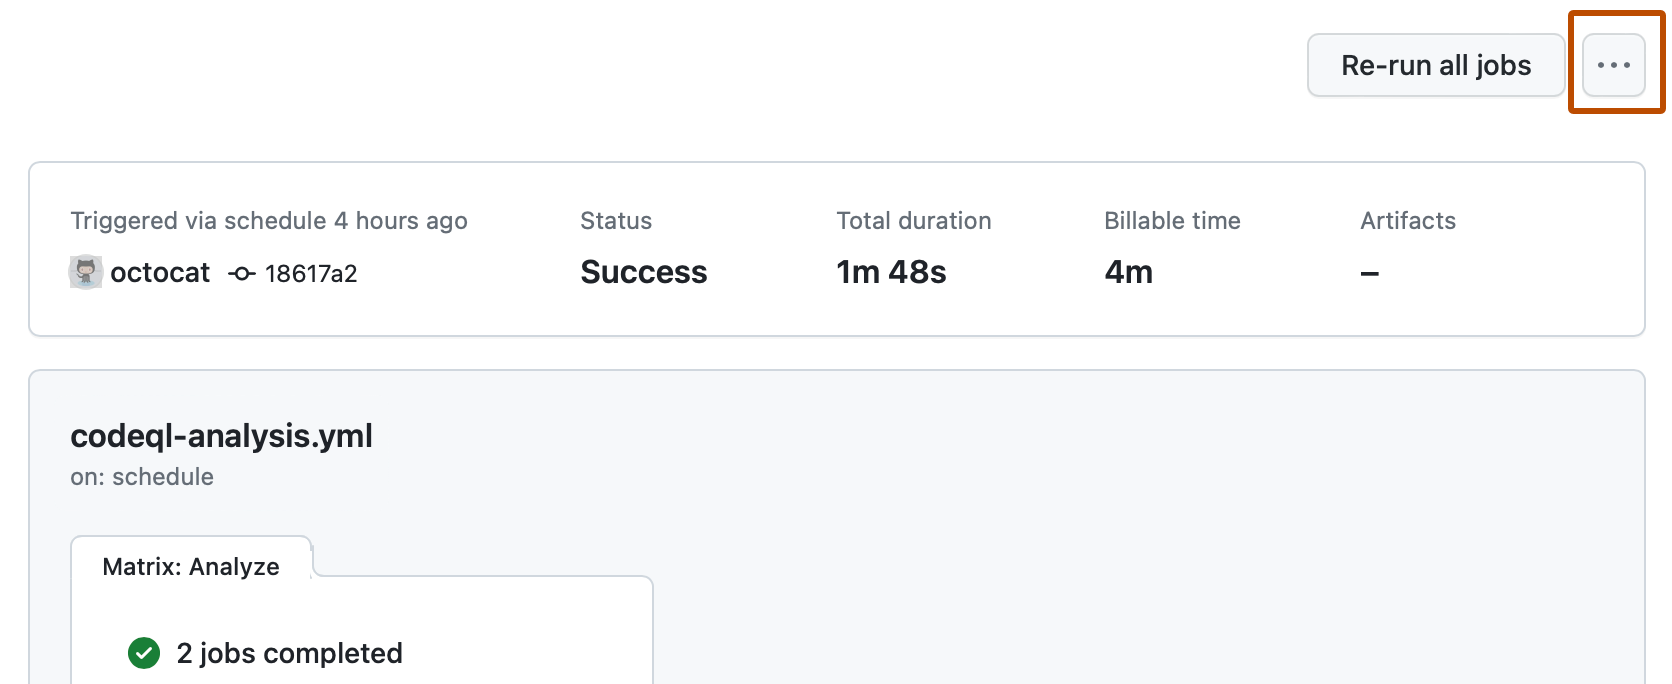 Re-run all jobs
Triggered via schedule 4 hours ago
octocat 18617a2
Status
Success
Total duration
1m 48s
Billable time
4m
Artifacts
–
codeql-analysis.yml
on: schedule
Matrix: Analyze
2 jobs completed